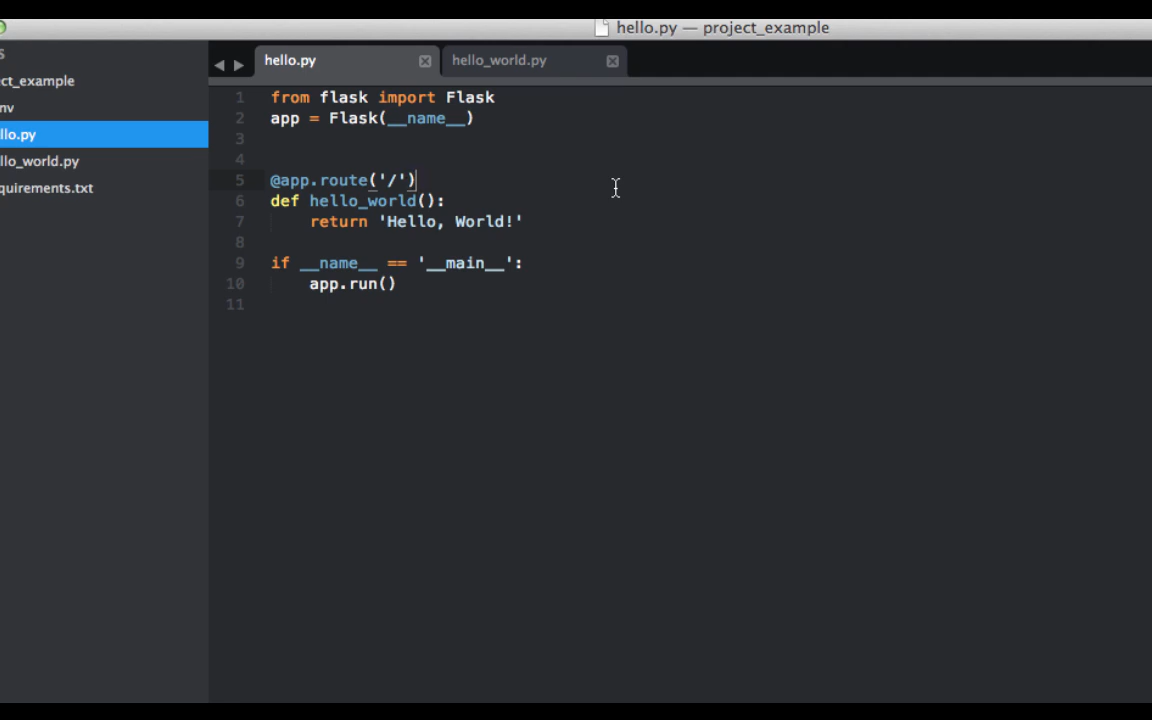 hello.py — project_example
S
ct_example
nv
llo.py
llo_world.py
quirements.txt
hello.py
hello_world.py
1 from flask import Flask
2 app = Flask(__name__)
3
4
5 @app.route('/')
6 def hello_world():
7     return 'Hello, World!'
8
9 if __name__ == '__main__':
10     app.run()
11